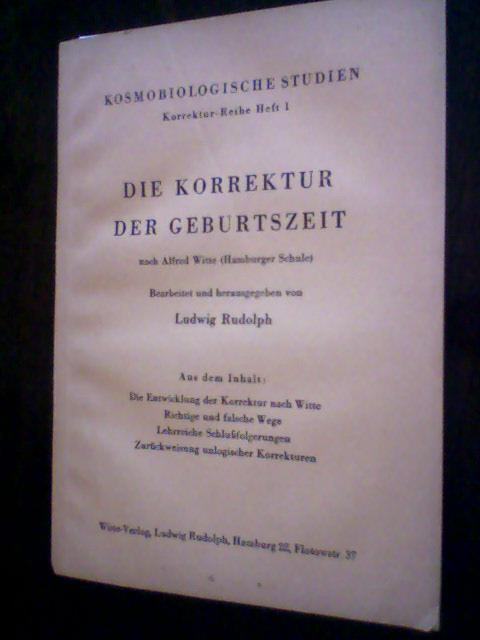 KOSMOBIOLOGISCHE STUDIEN
Korrektur-Reihe Heft 1
DIE KORREKTUR
DER GEBURTSZEIT
nach Alfred Witte (Hamburger Schule)
Bearbeitet und herausgegeben von
Ludwig Rudolph
Aus dem Inhalt:
Die Entwicklung der Korrektur nach Witte
Richtige und falsche Wege
Lehrreiche Schlußfolgerungen
Zurückweisung unlogischer Korrekturen
Witte-Verlag, Ludwig Rudolph, Hamburg 22, Flotowstr. 37